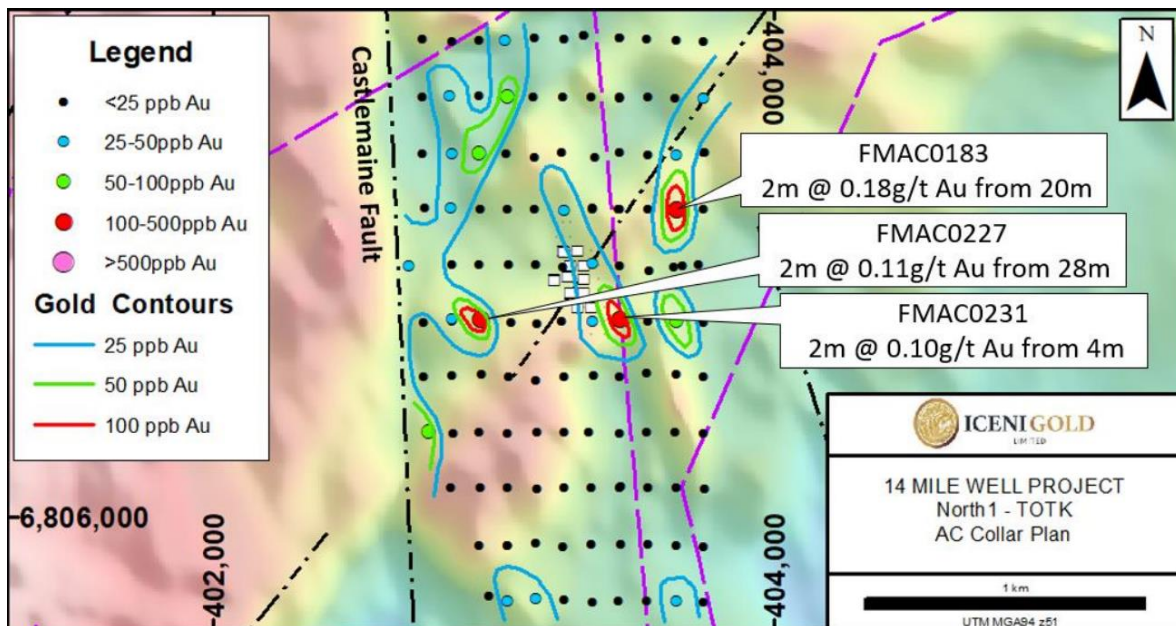 Legend
<25 ppb Au
25-50ppb Au
50-100ppb Au
100-500ppb Au
>500ppb Au
Gold Contours
25 ppb Au
50 ppb Au
100 ppb Au
Castlemaine Fault
404,000
N
FMAC0183
2m @ 0.18g/t Au from 20m
FMAC0227
2m @ 0.11g/t Au from 28m
FMAC0231
2m @ 0.10g/t Au from 4m
6,806,000
402,000
404,000
ICENI GOLD
LIMITED
14 MILE WELL PROJECT
North1 - TOTK
AC Collar Plan
1 km
UTM MGA94 z51